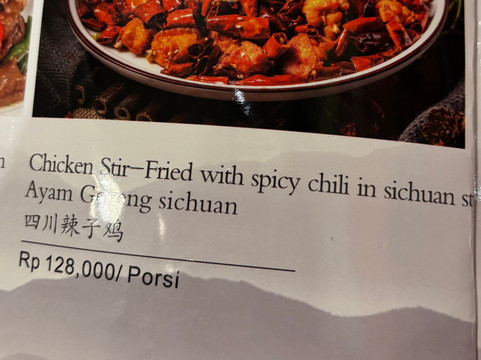 Chicken Stir-Fried with spicy chili in sichuan
Ayam sichuan
四川辣子鸡
Rp 128,000/ Porsi